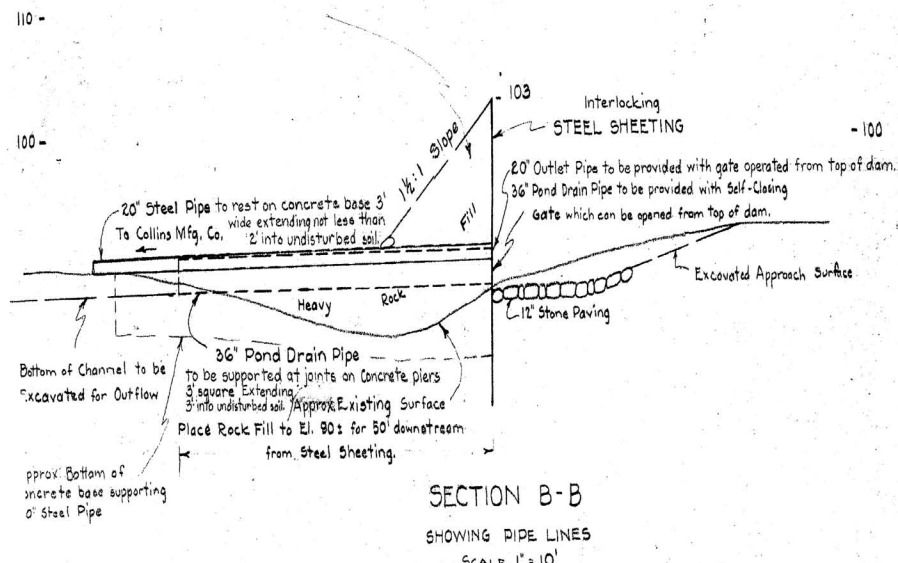 110-
103
Interlocking
STEEL SHEETING
100-
-100
1½:1 Slope
Fill
20" Outlet Pipe to be provided with gate operated from top of dam.
36" Pond Drain Pipe to be provided with Self-Closing
Gate which can be opened from top of dam.
20" Steel Pipe to rest on concrete base 3'
wide extending not less than
2' into undisturbed soil.
To Collins Mfg. Co.
Excavated Approach Surface
Heavy Rock
12" Stone Paving
Bottom of Channel to be
Excavated for Outflow
36" Pond Drain Pipe
to be supported at joints on Concrete piers
3' square Extending
3' into undisturbed soil.
Approx. Existing Surface
Place Rock Fill to El. 90± for 50' downstream
from Steel Sheeting.
pprox. Bottom of
oncrete base supporting
0" Steel Pipe
SECTION B-B
SHOWING PIPE LINES
SCALE 1"=10'